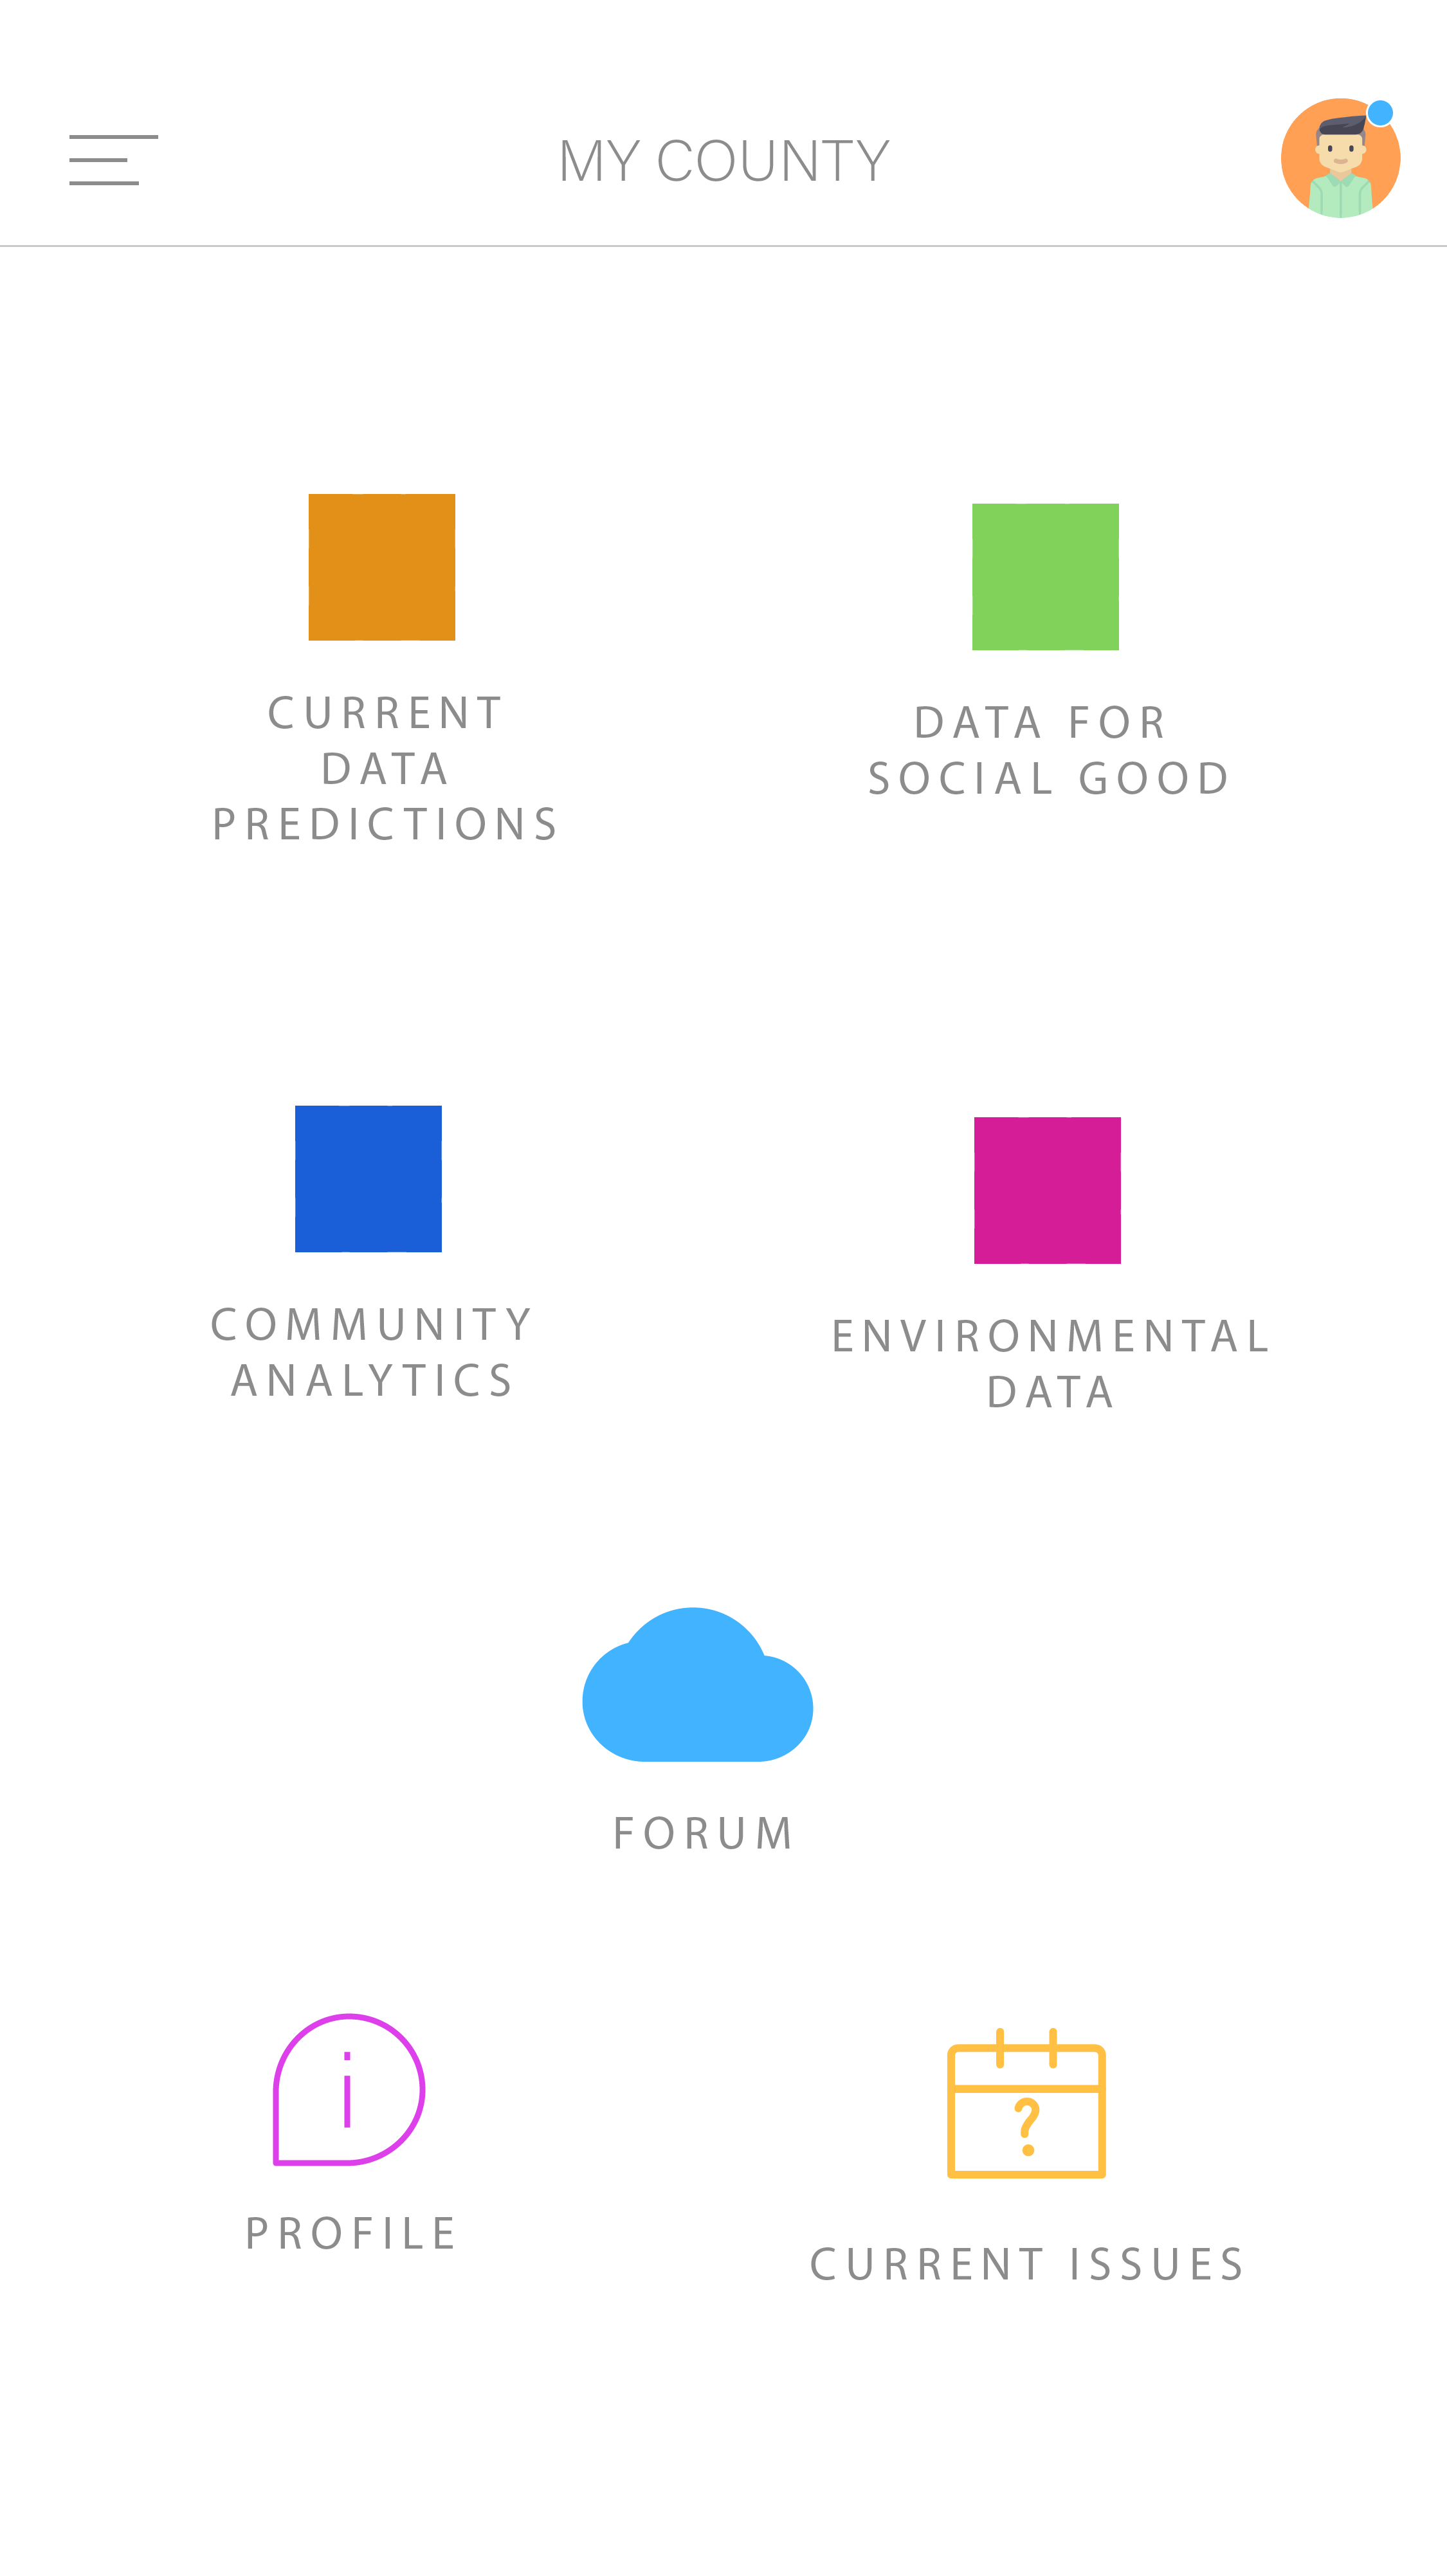 MY COUNTY
CURRENT
DATA
PREDICTIONS
DATA FOR
SOCIAL GOOD
COMMUNITY
ANALYTICS
ENVIRONMENTAL
DATA
FORUM
i
PROFILE
?
CURRENT ISSUES